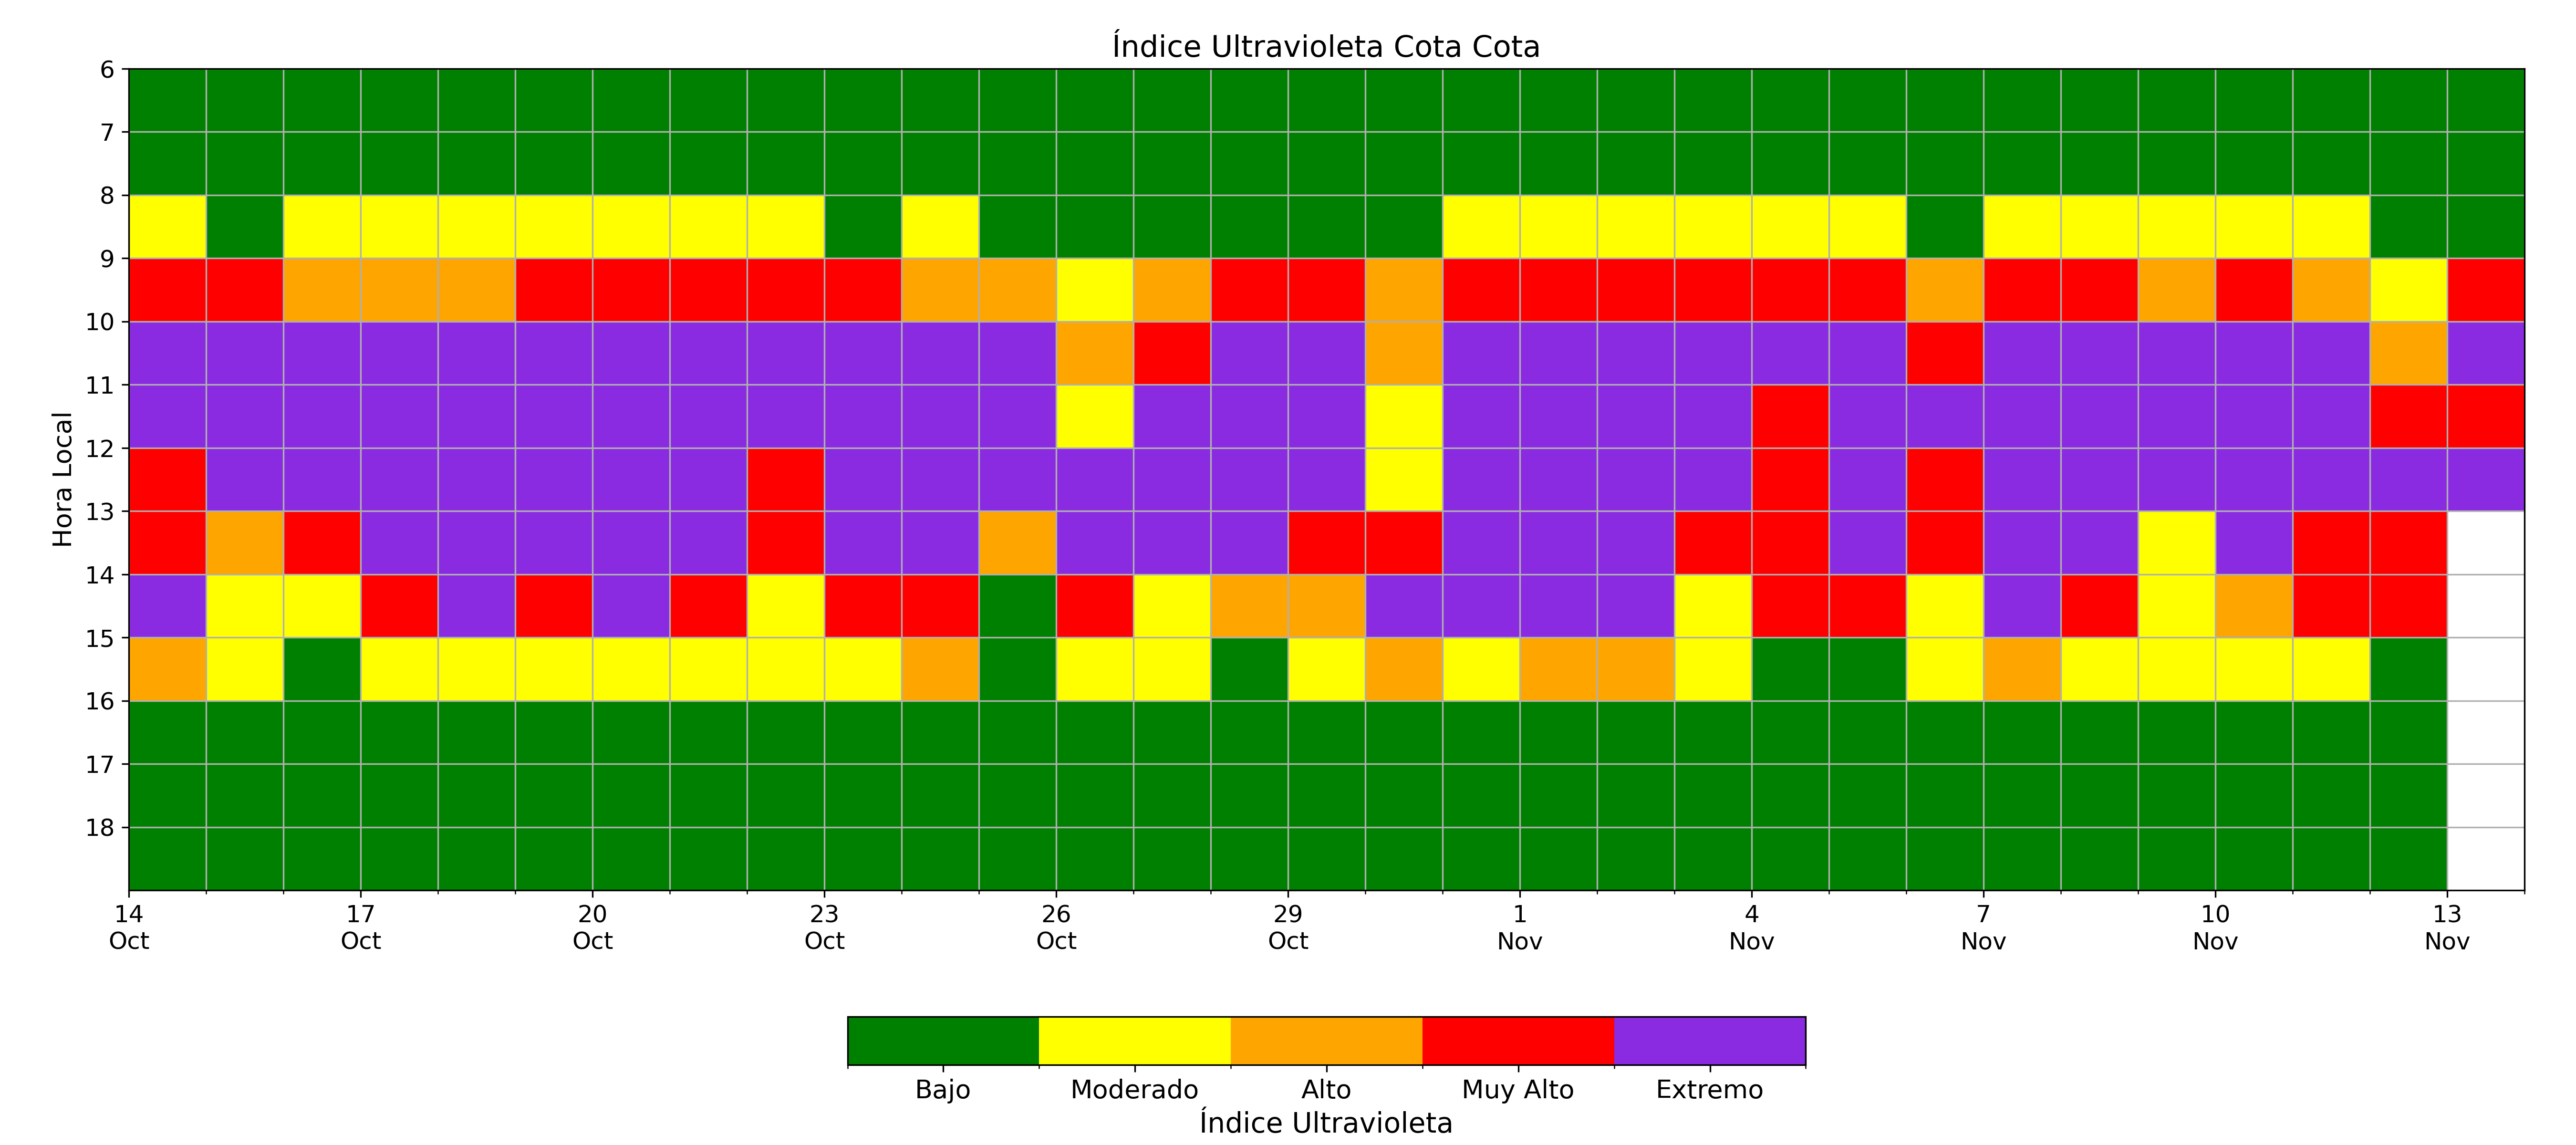 Índice Ultravioleta Cota Cota
Hora Local
6
7
8
9
10
11
12
13
14
15
16
17
18
14 17 20 23 26 29 1 4 7 10 13
Oct Oct Oct Oct Oct Oct Nov Nov Nov Nov Nov
Bajo Moderado Alto Muy Alto Extremo
Índice Ultravioleta